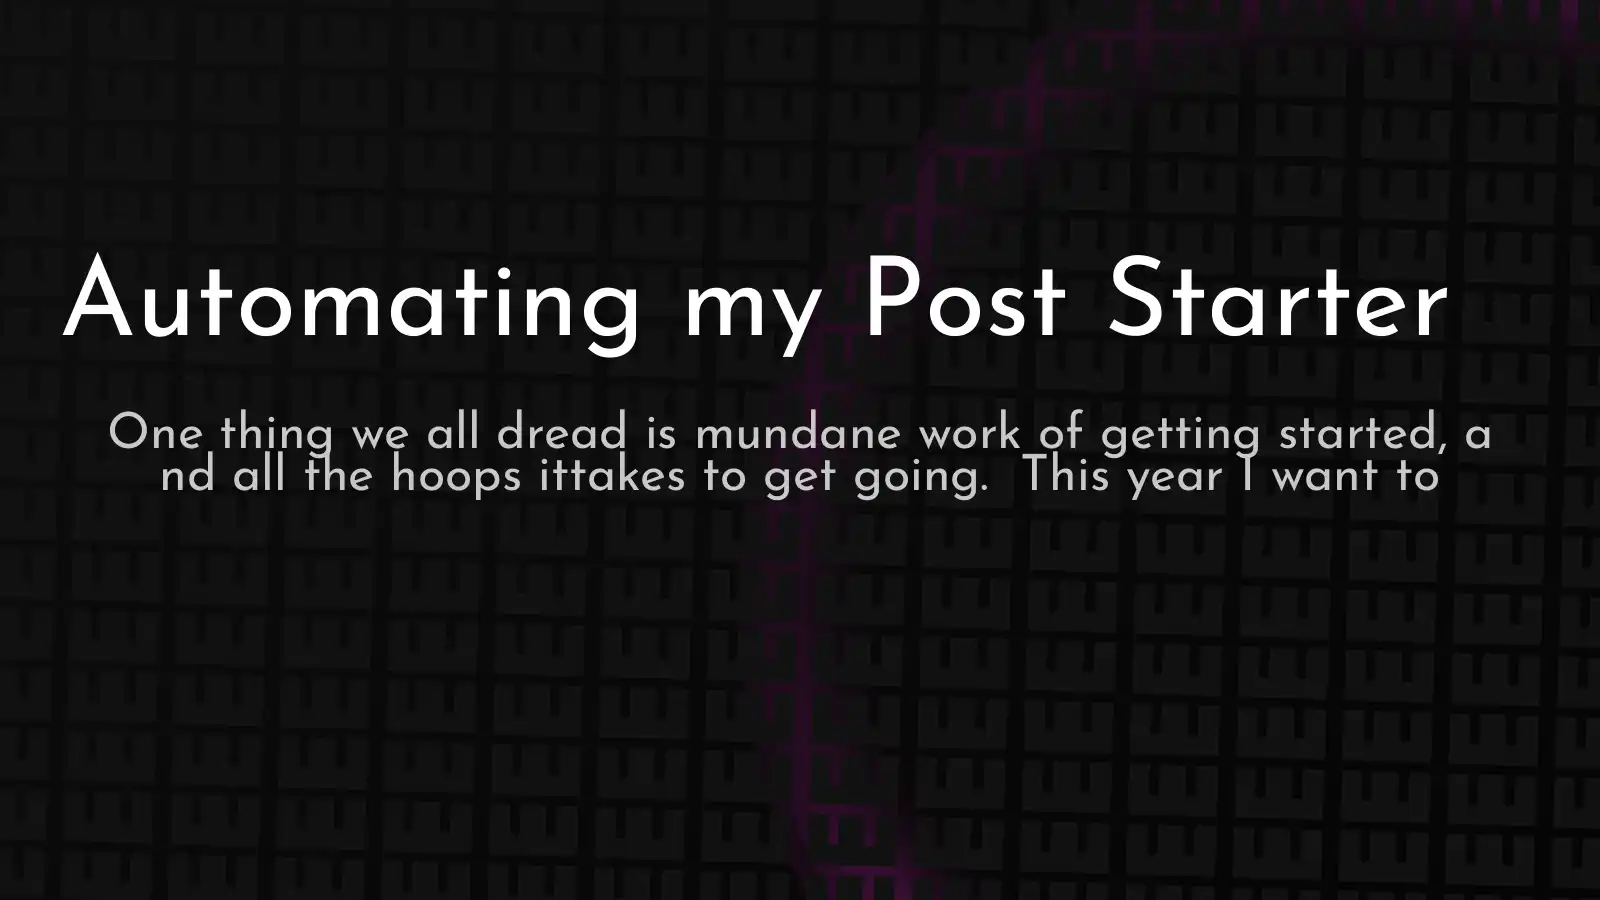 Automating my Post Starter
One thing we all dread is mundane work of getting started, a
nd all the hoops ittakes to get going.  This year I want to